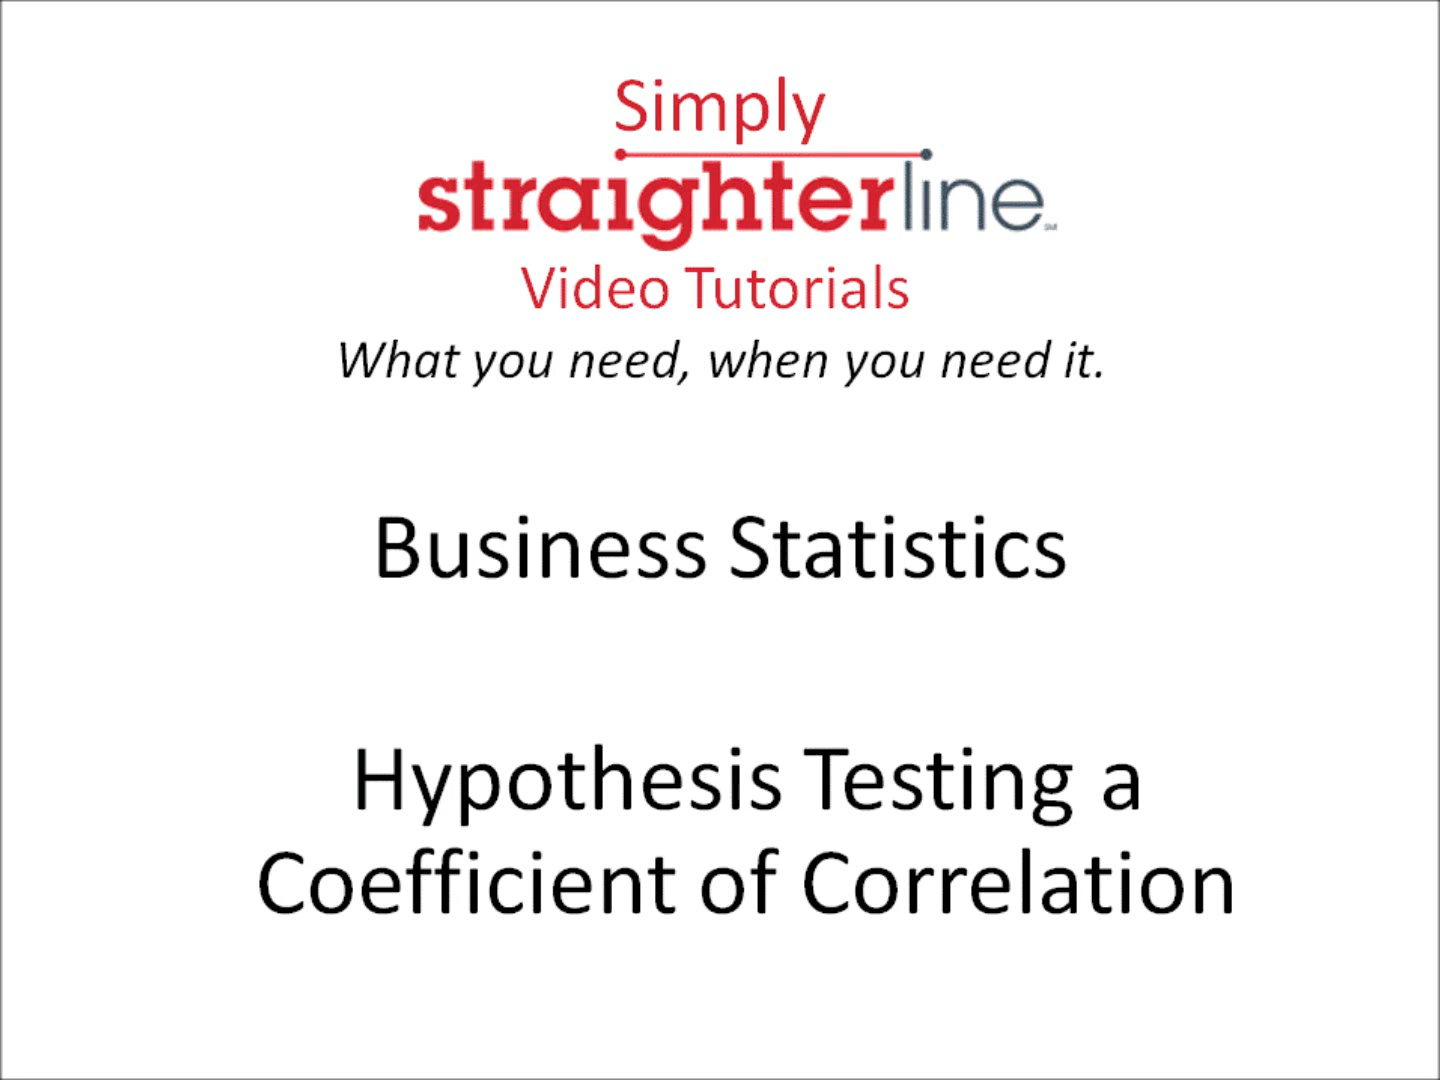 Simply
straighterline
Video Tutorials
What you need, when you need it.
Business Statistics
Hypothesis Testing a
Coefficient of Correlation